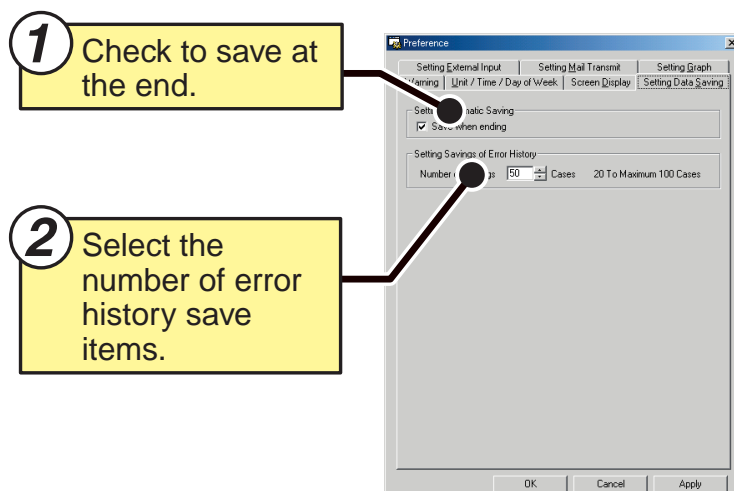 1
Check to save at
the end.
2
Select the
number of error
history save
items.
Preference
Setting External Input Setting Mail Transmit Setting Graph
Unit / Time / Day of Week Screen Display Setting Data Saving
Save when ending
Setting Savings of Error History
50 Cases 20 To Maximum 100 Cases
OK Cancel Apply